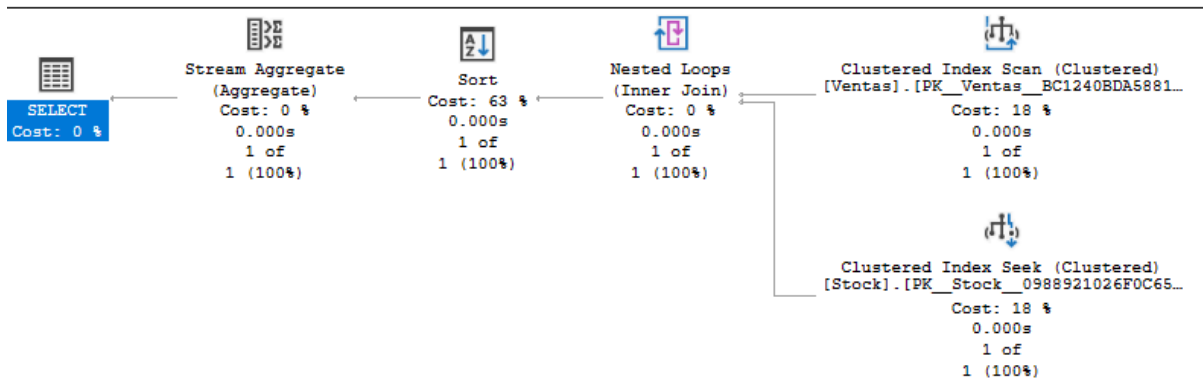 SELECT
Cost: 0 %
Stream Aggregate
(Aggregate)
Cost: 0 %
0.000s
1 of
1 (100%)
Sort
Cost: 63 %
0.000s
1 of
1 (100%)
Nested Loops
(Inner Join)
Cost: 0 %
0.000s
1 of
1 (100%)
Clustered Index Scan (Clustered)
[Ventas].[PK__Ventas__BC1240BDA5881…
Cost: 18 %
0.000s
1 of
1 (100%)
Clustered Index Seek (Clustered)
[Stock].[PK__Stock__0988921026F0C65…
Cost: 18 %
0.000s
1 of
1 (100%)